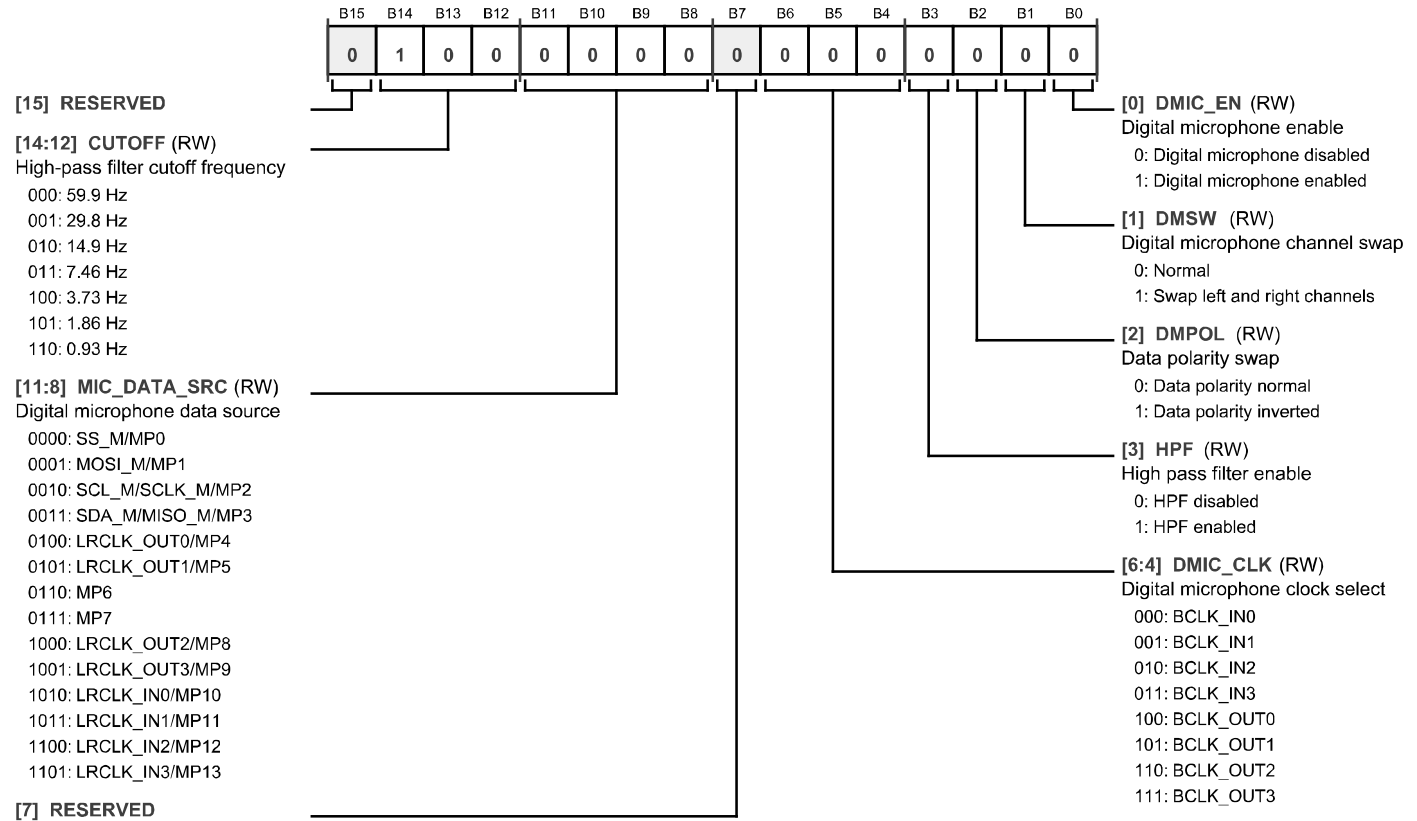 B15 B14 B13 B12 B11 B10 B9 B8 B7 B6 B5 B4 B3 B2 B1 B0
0 1 0 0 0 0 0 0 0 0 0 0 0 0 0 0
[15] RESERVED
[14:12] CUTOFF (RW)
High-pass filter cutoff frequency
000: 59.9 Hz
001: 29.8 Hz
010: 14.9 Hz
011: 7.46 Hz
100: 3.73 Hz
101: 1.86 Hz
110: 0.93 Hz
[11:8] MIC_DATA_SRC (RW)
Digital microphone data source
0000: SS_M/MP0
0001: MOSI_M/MP1
0010: SCL_M/SCLK_M/MP2
0011: SDA_M/MISO_M/MP3
0100: LRCLK_OUT0/MP4
0101: LRCLK_OUT1/MP5
0110: MP6
0111: MP7
1000: LRCLK_OUT2/MP8
1001: LRCLK_OUT3/MP9
1010: LRCLK_IN0/MP10
1011: LRCLK_IN1/MP11
1100: LRCLK_IN2/MP12
1101: LRCLK_IN3/MP13
[7] RESERVED
[0] DMIC_EN (RW)
Digital microphone enable
0: Digital microphone disabled
1: Digital microphone enabled
[1] DMSW (RW)
Digital microphone channel swap
0: Normal
1: Swap left and right channels
[2] DMPOL (RW)
Data polarity swap
0: Data polarity normal
1: Data polarity inverted
[3] HPF (RW)
High pass filter enable
0: HPF disabled
1: HPF enabled
[6:4] DMIC_CLK (RW)
Digital microphone clock select
000: BCLK_IN0
001: BCLK_IN1
010: BCLK_IN2
011: BCLK_IN3
100: BCLK_OUT0
101: BCLK_OUT1
110: BCLK_OUT2
111: BCLK_OUT3